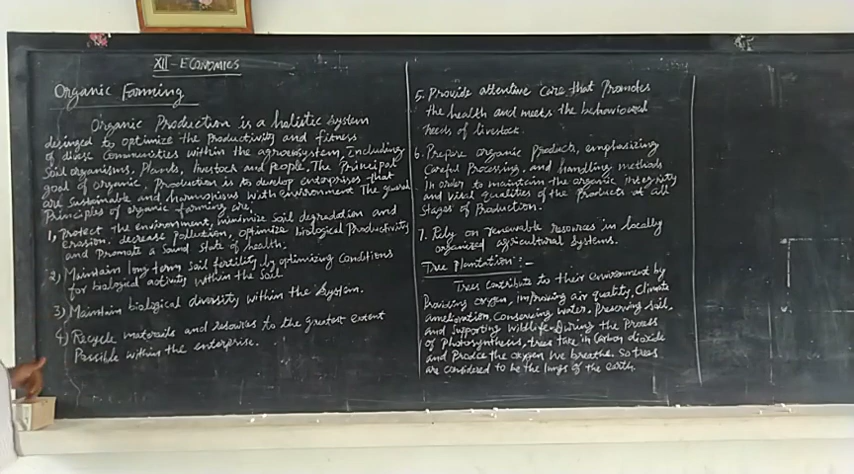 XII - ECONOMICS
Organic Farming
Organic Production is a holistic system
desinged to optimize the Productivity and fitness
of divese Communities within the agroecosystem, Including
Soil organisms, Plants, livestock and People. The Principal
goal of organic, Production is to develop enterprises that
are Sustainable and harmonious with environment The general
Principles of organic farming are,
1, Protect the environment, minimize Soil degradation and
Erosion. decrease Pollution, optimize biological Productivity
and Promote a Sound State of health.
2) Maintain long term Soil fertility by optimizing Conditions
for biological activity within the Soil
3) Maintain biological diversity within the System.
4) Recycle materials and resources to the greatest extent
Possible within the enterprise.
5. Provide attentive care that Promotes
the health and meets the behavioural
needs of livestock.
6. Prepare organic Products, emphasizing
Careful Processing, and handling methods
In order to maintain the organic integrity
and vital qualities of the Products at all
Stages of Production.
7. Rely on renewable resources in locally
organized agricultural Systems.
Tree Plantation :-
Trees Contribute to their environment by
Providing oxygen, improving air quality, Climate
amelioration, Conserving water, Preserving Soil,
and Supporting Wildlife. During the Process
of Photosynthesis, trees take in Carbon dioxide
and Produce the oxygen we breathe. So trees
are considered to be the lungs of the earth.